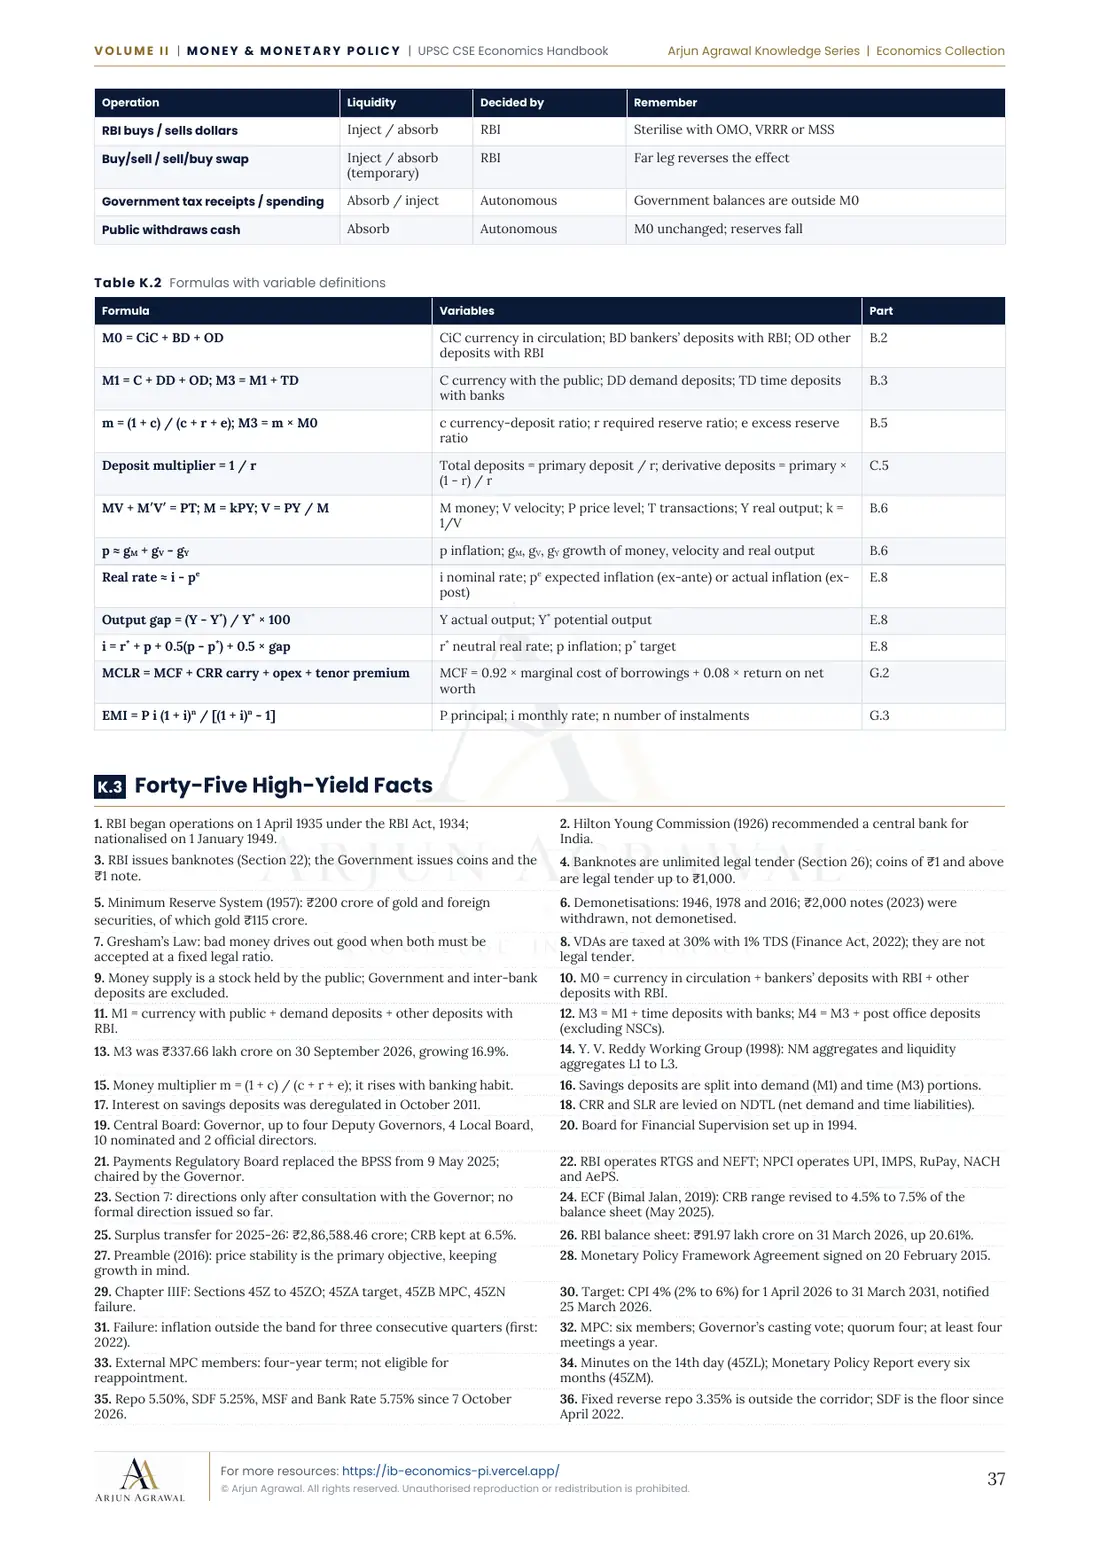 VOLUME II | MONEY & MONETARY POLICY | UPSC CSE Economics Handbook Arjun Agrawal Knowledge Series | Economics Collection
Operation Liquidity Decided by Remember
RBI buys / sells dollars Inject / absorb RBI Sterilise with OMO, VRRR or MSS
Buy/sell / sell/buy swap Inject / absorb RBI Far leg reverses the effect
(temporary)
Government tax receipts / spending Absorb / inject Autonomous Government balances are outside M0
Public withdraws cash Absorb Autonomous M0 unchanged; reserves fall
Table K.2 Formulas with variable definitions
Formula Variables Part
M0 = CiC + BD + OD CiC currency in circulation; BD bankers’ deposits with RBI; OD other B.2
deposits with RBI
M1 = C + DD + OD; M3 = M1 + TD C currency with the public; DD demand deposits; TD time deposits B.3
with banks
m = (1 + c) / (c + r + e); M3 = m × M0 c currency-deposit ratio; r required reserve ratio; e excess reserve B.5
ratio
Deposit multiplier = 1 / r Total deposits = primary deposit / r; derivative deposits = primary × C.5
(1 − r) / r
MV + M′V′ = PT; M = kPY; V = PY / M M money; V velocity; P price level; T transactions; Y real output; k = B.6
1/V
p ≈ gM + gV − gY p inflation; gM, gV, gY growth of money, velocity and real output B.6
Real rate ≈ i − pᵉ i nominal rate; pᵉ expected inflation (ex-ante) or actual inflation (ex- E.8
post)
Output gap = (Y − Y*) / Y* × 100 Y actual output; Y* potential output E.8
i = r* + p + 0.5(p − p*) + 0.5 × gap r* neutral real rate; p inflation; p* target E.8
MCLR = MCF + CRR carry + opex + tenor premium MCF = 0.92 × marginal cost of borrowings + 0.08 × return on net G.2
worth
EMI = P i (1 + i)ⁿ / [(1 + i)ⁿ − 1] P principal; i monthly rate; n number of instalments G.3
K.3 Forty-Five High-Yield Facts
1. RBI began operations on 1 April 1935 under the RBI Act, 1934;
nationalised on 1 January 1949.
2. Hilton Young Commission (1926) recommended a central bank for
India.
3. RBI issues banknotes (Section 22); the Government issues coins and the
₹1 note.
4. Banknotes are unlimited legal tender (Section 26); coins of ₹1 and above
are legal tender up to ₹1,000.
5. Minimum Reserve System (1957): ₹200 crore of gold and foreign
securities, of which gold ₹115 crore.
6. Demonetisations: 1946, 1978 and 2016; ₹2,000 notes (2023) were
withdrawn, not demonetised.
7. Gresham’s Law: bad money drives out good when both must be
accepted at a fixed legal ratio.
8. VDAs are taxed at 30% with 1% TDS (Finance Act, 2022); they are not
legal tender.
9. Money supply is a stock held by the public; Government and inter-bank
deposits are excluded.
10. M0 = currency in circulation + bankers’ deposits with RBI + other
deposits with RBI.
11. M1 = currency with public + demand deposits + other deposits with
RBI.
12. M3 = M1 + time deposits with banks; M4 = M3 + post office deposits
(excluding NSCs).
13. M3 was ₹337.66 lakh crore on 30 September 2026, growing 16.9%.
14. Y. V. Reddy Working Group (1998): NM aggregates and liquidity
aggregates L1 to L3.
15. Money multiplier m = (1 + c) / (c + r + e); it rises with banking habit.
16. Savings deposits are split into demand (M1) and time (M3) portions.
17. Interest on savings deposits was deregulated in October 2011.
18. CRR and SLR are levied on NDTL (net demand and time liabilities).
19. Central Board: Governor, up to four Deputy Governors, 4 Local Board,
10 nominated and 2 official directors.
20. Board for Financial Supervision set up in 1994.
21. Payments Regulatory Board replaced the BPSS from 9 May 2025;
chaired by the Governor.
22. RBI operates RTGS and NEFT; NPCI operates UPI, IMPS, RuPay, NACH
and AePS.
23. Section 7: directions only after consultation with the Governor; no
formal direction issued so far.
24. ECF (Bimal Jalan, 2019): CRB range revised to 4.5% to 7.5% of the
balance sheet (May 2025).
25. Surplus transfer for 2025-26: ₹2,86,588.46 crore; CRB kept at 6.5%.
26. RBI balance sheet: ₹91.97 lakh crore on 31 March 2026, up 20.61%.
27. Preamble (2016): price stability is the primary objective, keeping
growth in mind.
28. Monetary Policy Framework Agreement signed on 20 February 2015.
29. Chapter IIIF: Sections 45Z to 45ZO; 45ZA target, 45ZB MPC, 45ZN
failure.
30. Target: CPI 4% (2% to 6%) for 1 April 2026 to 31 March 2031, notified
25 March 2026.
31. Failure: inflation outside the band for three consecutive quarters (first:
2022).
32. MPC: six members; Governor’s casting vote; quorum four; at least four
meetings a year.
33. External MPC members: four-year term; not eligible for
reappointment.
34. Minutes on the 14th day (45ZL); Monetary Policy Report every six
months (45ZM).
35. Repo 5.50%, SDF 5.25%, MSF and Bank Rate 5.75% since 7 October
2026.
36. Fixed reverse repo 3.35% is outside the corridor; SDF is the floor since
April 2022.
ARJUN AGRAWAL
For more resources: https://ib-economics-pi.vercel.app/
© Arjun Agrawal. All rights reserved. Unauthorised reproduction or redistribution is prohibited.
37